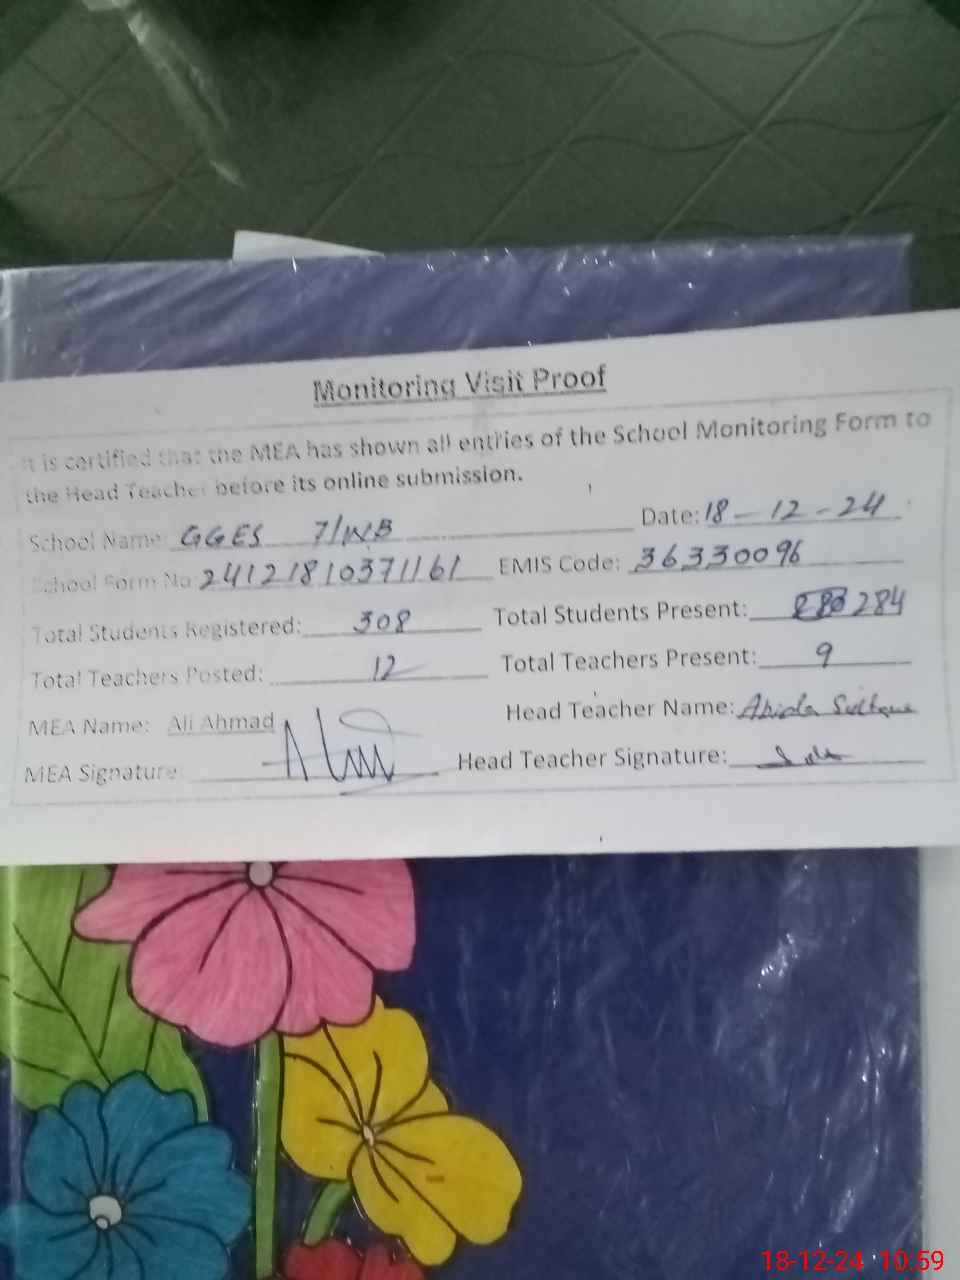 Monitoring Visit Proof
It is certified that the MEA has shown all entries of the School Monitoring Form to
the Head Teacher before its online submission.
School Name: GGES 7/WB Date: 18-12-24
School Form No: 24121810371161 EMIS Code: 36330096
Total Students Registered: 308 Total Students Present: 284
Total Teachers Posted: 12 Total Teachers Present: 9
MEA Name: Ali Ahmad Head Teacher Name: Abida
MEA Signature: Head Teacher Signature:
18-12-24 10:59